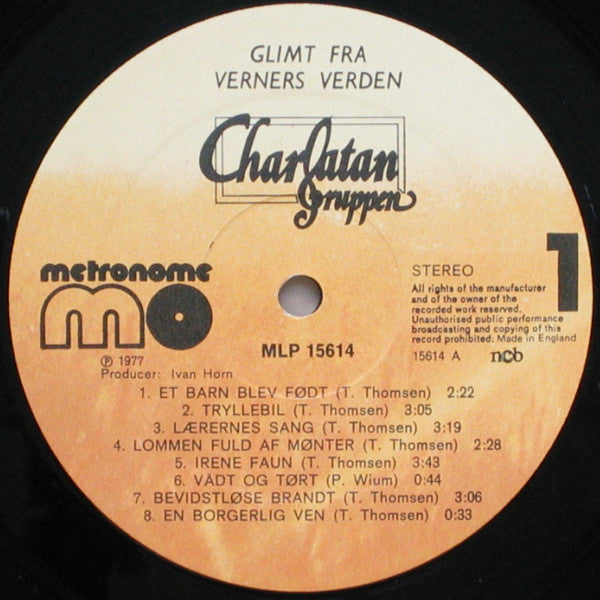 GLIMT FRA
VERNERS VERDEN
Charlatan
gruppen
metronome
mo
STEREO
1
All rights of the manufacturer
and of the owner of the
recorded work reserved.
Unauthorised public performance
broadcasting and copying of this
record prohibited. Made in England
MLP 15614
15614 A ncb
℗ 1977
Producer: Ivan Horn
1. ET BARN BLEV FØDT (T. Thomsen) 2:22
2. TRYLLEBIL (T. Thomsen) 3:05
3. LÆRERNES SANG (T. Thomsen) 3:19
4. LOMMEN FULD AF MØNTER (T. Thomsen) 2:28
5. IRENE FAUN (T. Thomsen) 3:43
6. VÅDT OG TØRT (P. Wium) 0:44
7. BEVIDSTLØSE BRANDT (T. Thomsen) 3:06
8. EN BORGERLIG VEN (T. Thomsen) 0:33